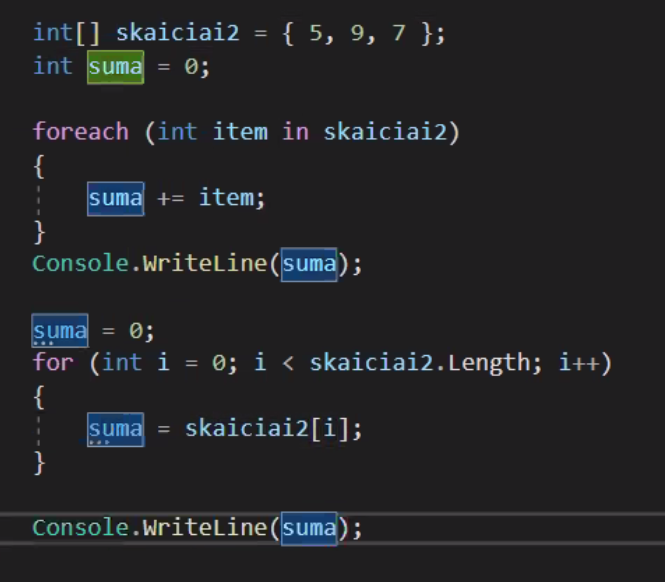 int[] skaiciai2 = { 5, 9, 7 };
int suma = 0;
foreach (int item in skaiciai2)
{
suma += item;
}
Console.WriteLine(suma);
suma = 0;
for (int i = 0; i < skaiciai2.Length; i++)
{
suma = skaiciai2[i];
}
Console.WriteLine(suma);